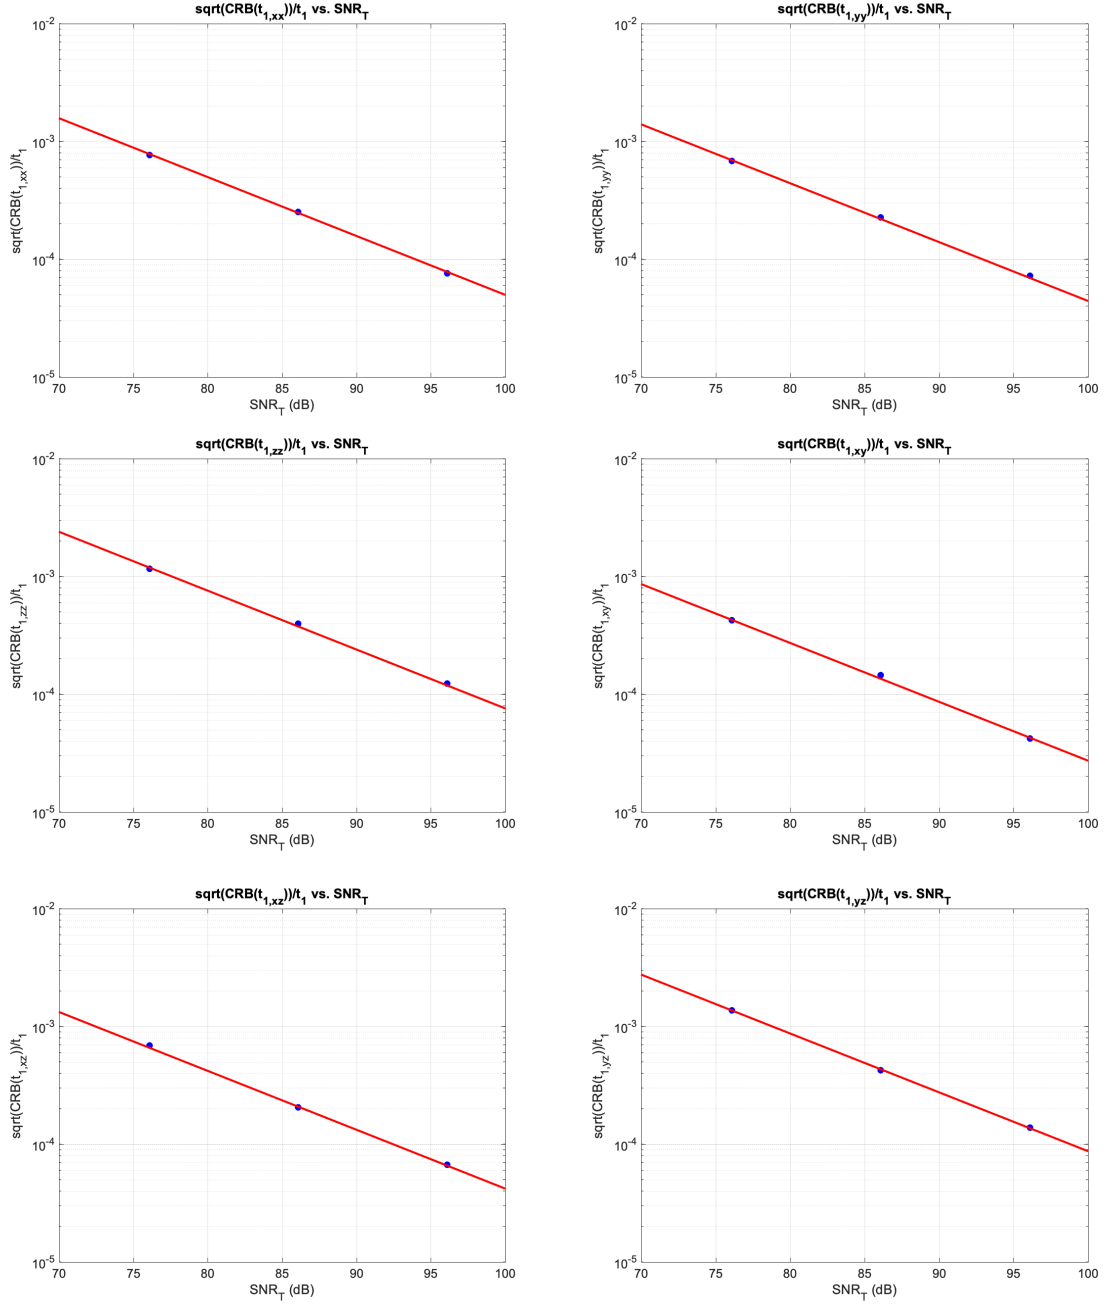 sqrt(CRB(t1,xx))/t1 vs. SNRT
sqrt(CRB(t1,xx))/t1
10-2
10-3
10-4
10-5
70 75 80 85 90 95 100
SNRT (dB)
sqrt(CRB(t1,yy))/t1 vs. SNRT
sqrt(CRB(t1,yy))/t1
10-2
10-3
10-4
10-5
70 75 80 85 90 95 100
SNRT (dB)
sqrt(CRB(t1,zz))/t1 vs. SNRT
sqrt(CRB(t1,zz))/t1
10-2
10-3
10-4
10-5
70 75 80 85 90 95 100
SNRT (dB)
sqrt(CRB(t1,xy))/t1 vs. SNRT
sqrt(CRB(t1,xy))/t1
10-2
10-3
10-4
10-5
70 75 80 85 90 95 100
SNRT (dB)
sqrt(CRB(t1,xz))/t1 vs. SNRT
sqrt(CRB(t1,xz))/t1
10-2
10-3
10-4
10-5
70 75 80 85 90 95 100
SNRT (dB)
sqrt(CRB(t1,yz))/t1 vs. SNRT
sqrt(CRB(t1,yz))/t1
10-2
10-3
10-4
10-5
70 75 80 85 90 95 100
SNRT (dB)